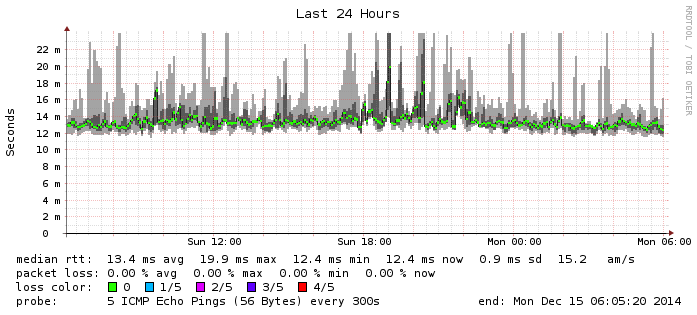 Last 24 Hours
RRDTOOL / TOBI OETIKER
Seconds
22 m
20 m
18 m
16 m
14 m
12 m
10 m
8 m
6 m
4 m
2 m
0
Sun 12:00 Sun 18:00 Mon 00:00 Mon 06:00
median rtt: 13.4 ms avg 19.9 ms max 12.4 ms min 12.4 ms now 0.9 ms sd 15.2 am/s
packet loss: 0.00 % avg 0.00 % max 0.00 % min 0.00 % now
loss color: 0 1/5 2/5 3/5 4/5
probe: 5 ICMP Echo Pings (56 Bytes) every 300s end: Mon Dec 15 06:05:20 2014